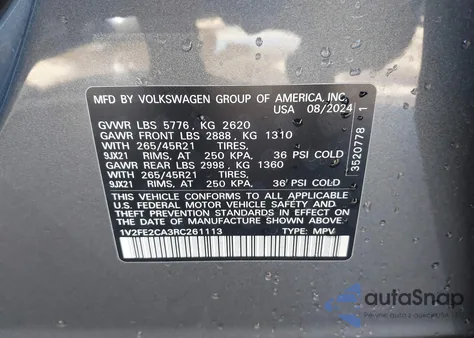 MFD. BY VOLKSWAGEN GROUP OF AMERICA, INC.
USA 08/2024
GVWR LBS 5776, KG 2620
GAWR FRONT LBS 2888, KG 1310
WITH 265/45R21 TIRES,
9JX21 RIMS, AT 250 KPA, 36 PSI COLD
GAWR REAR LBS 2998, KG 1360
WITH 265/45R21 TIRES,
9JX21 RIMS, AT 250 KPA, 36 PSI COLD
THIS VEHICLE CONFORMS TO ALL APPLICABLE
U.S. FEDERAL MOTOR VEHICLE SAFETY AND
THEFT PREVENTION STANDARDS IN EFFECT ON
THE DATE OF MANUFACTURE SHOWN ABOVE.
1V2FE2CA3RC261113 TYPE: MPV
3520778 1
autoSnap